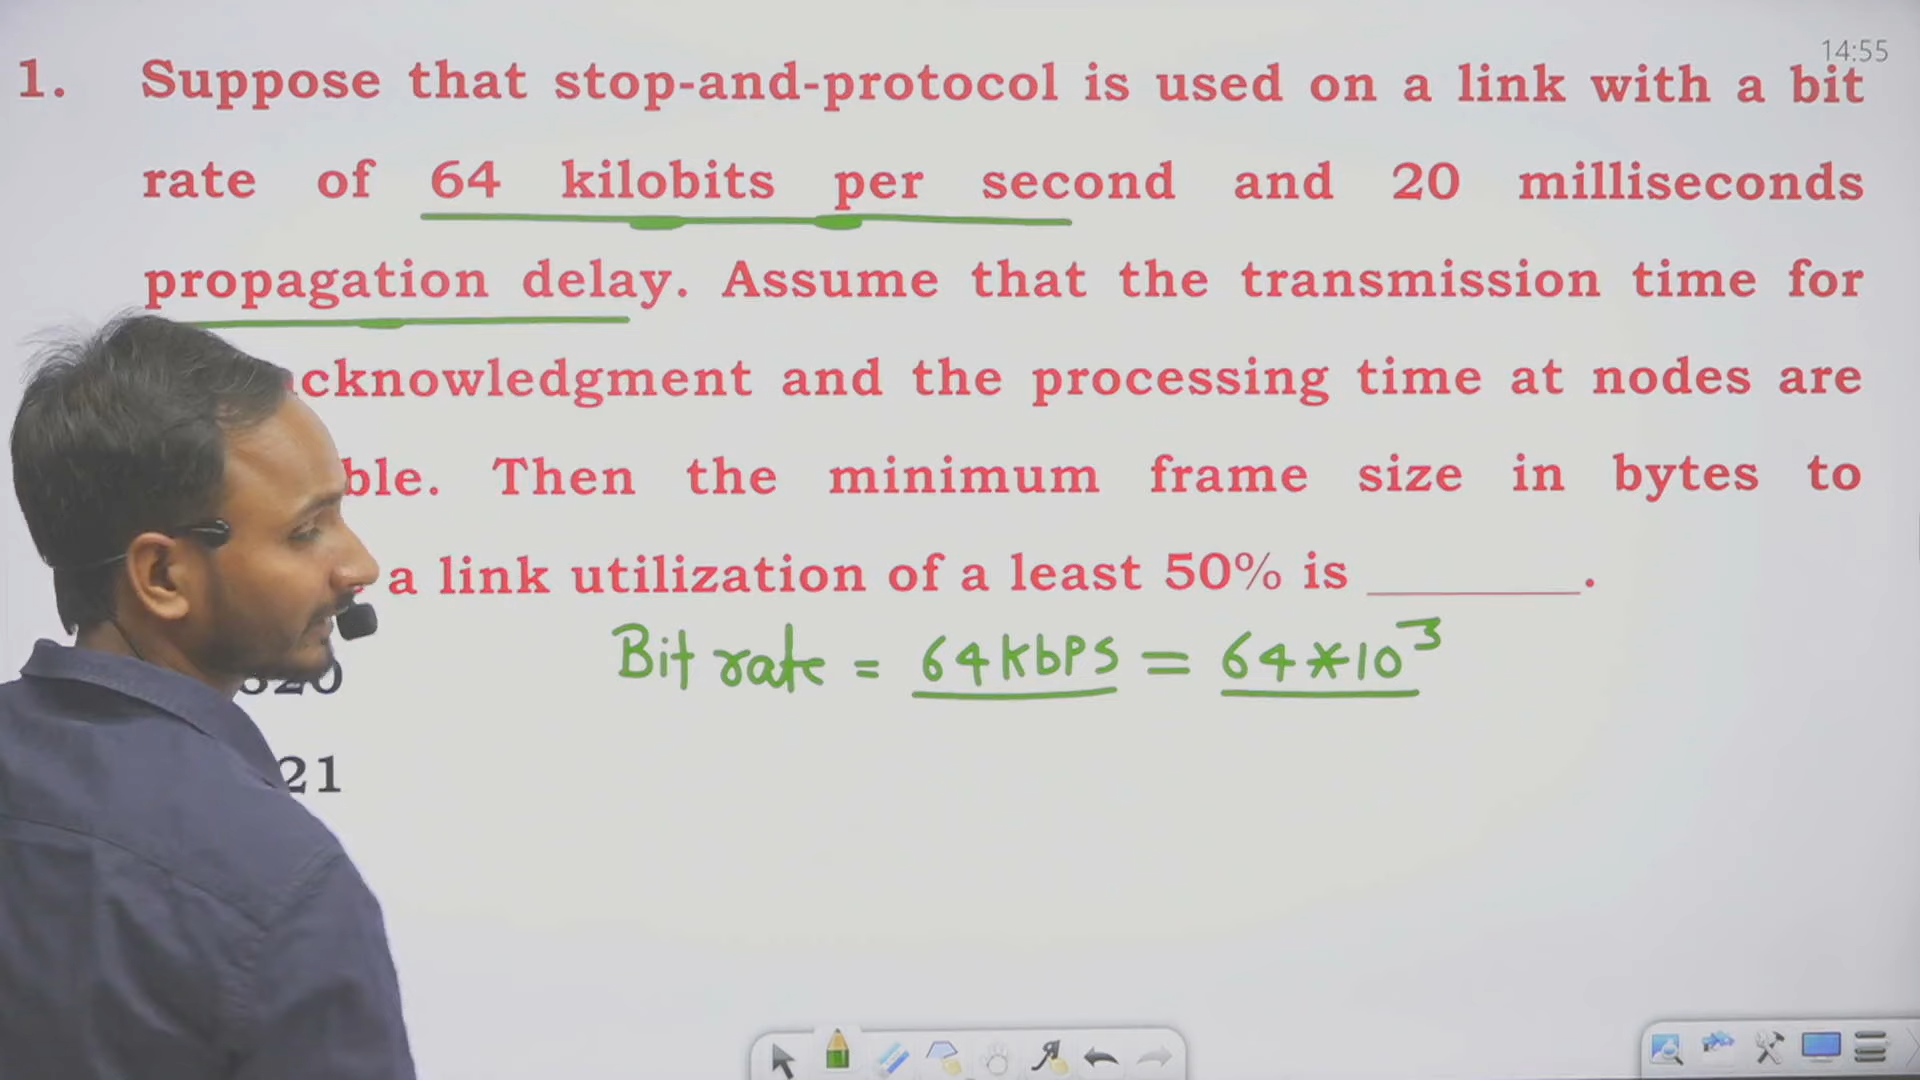 14:55
1. Suppose that stop-and-protocol is used on a link with a bit
rate of 64 kilobits per second and 20 milliseconds
propagation delay. Assume that the transmission time for
cknowledgment and the processing time at nodes are
ble. Then the minimum frame size in bytes to
a link utilization of a least 50% is ________.
Bit rate = 64kbPS = 64*10³
320
21